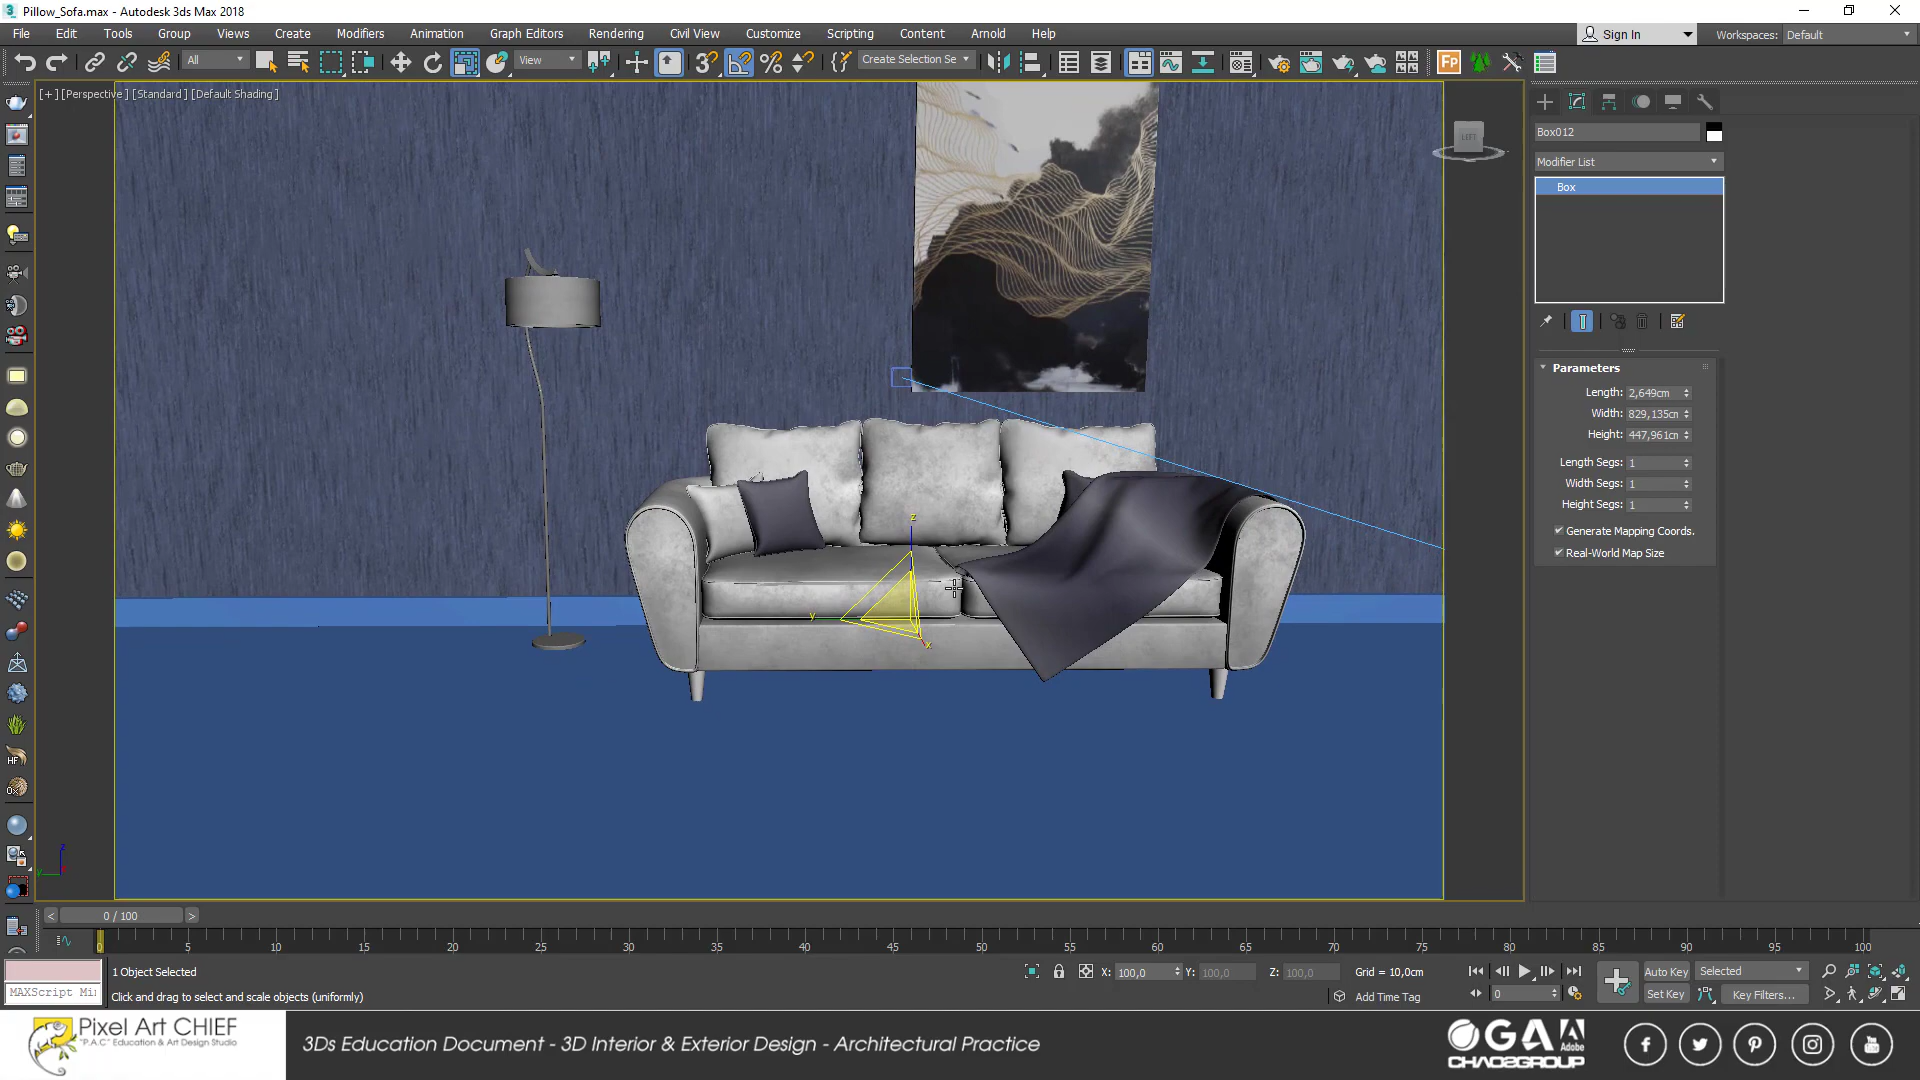 Pillow_Sofa.max - Autodesk 3ds Max 2018
File Edit Tools Group Views Create Modifiers Animation Graph Editors Rendering Civil View Customize Scripting Content Arnold Help
Sign In
Workspaces: Default
All
View
Create Selection Se
[+] [Perspective] [Standard] [Default Shading]
LEFT
Box012
Modifier List
Box
Parameters
Length: 2,649cm
Width: 829,135cm
Height: 447,961cm
Length Segs: 1
Width Segs: 1
Height Segs: 1
Generate Mapping Coords.
Real-World Map Size
z
y
x
HF
z
y
< 0 / 100 >
0 5 10 15 20 25 30 35 40 45 50 55 60 65 70 75 80 85 90 95 100
1 Object Selected
X: 100,0 Y: 100,0 Z: 100,0 Grid = 10,0cm
Auto Key Selected
MAXScript Mi
Click and drag to select and scale objects (uniformly)
Add Time Tag
0
Set Key Key Filters...
Pixel Art CHIEF
"P.A.C" Education & Art Design Studio
3Ds Education Document - 3D Interior & Exterior Design - Architectural Practice
Adobe
CHAOSGROUP